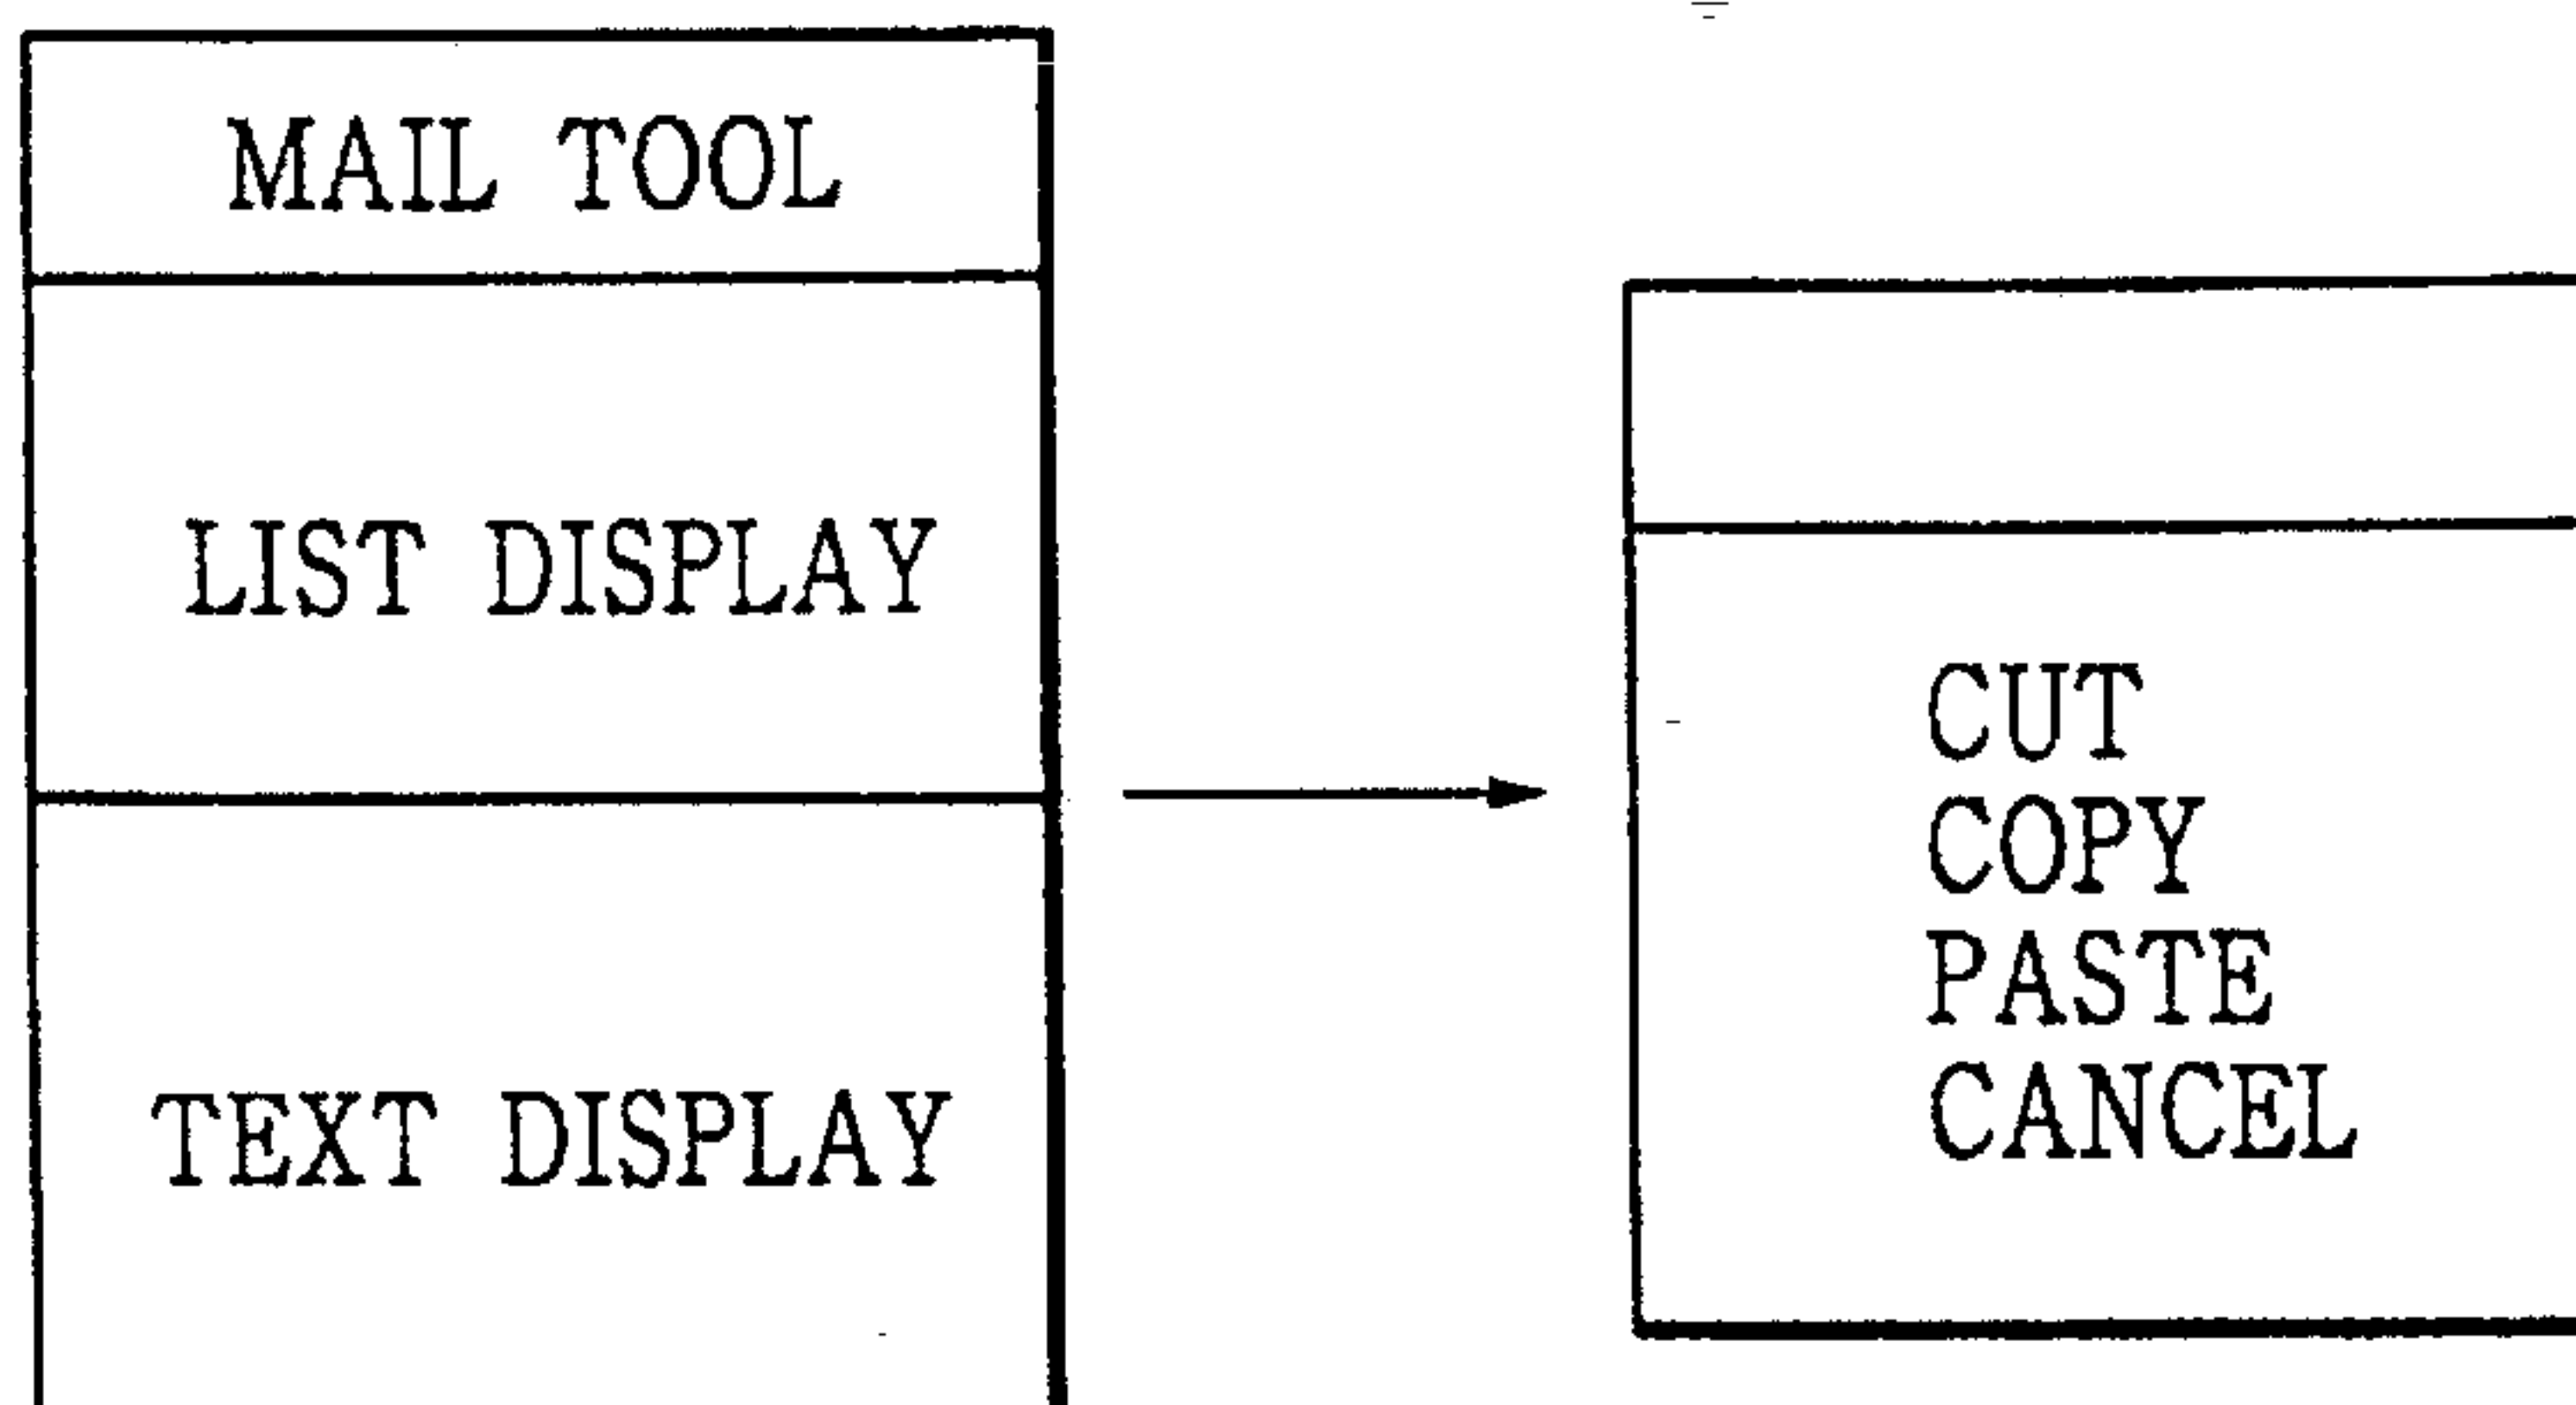 MAIL TOOL
LIST DISPLAY
TEXT DISPLAY
CUT
COPY
PASTE
CANCEL